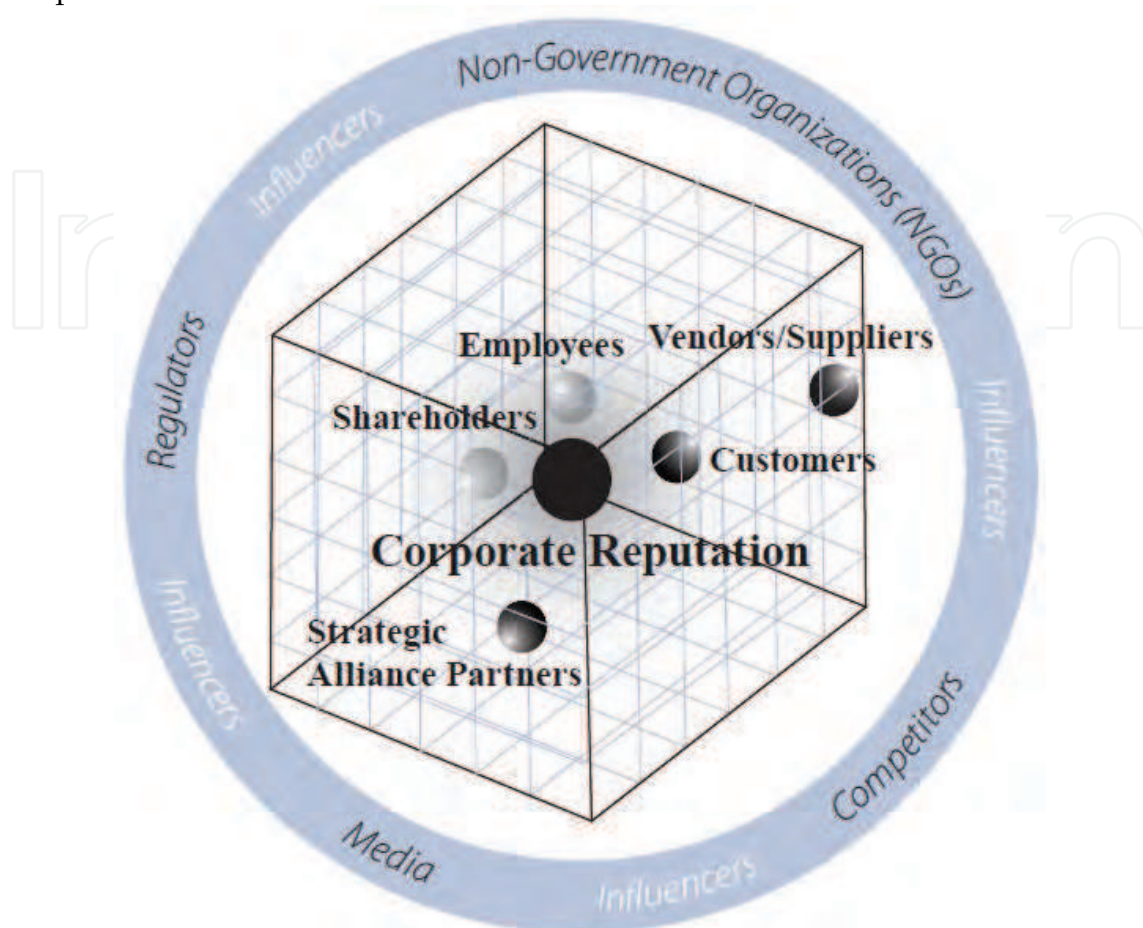 Non-Government Organizations (NGOs)
Influencers
Regulators
Employees
Vendors/Suppliers
Shareholders
Customers
Influencers
Corporate Reputation
Strategic
Alliance Partners
Influencers
Competitors
Media
Influencers